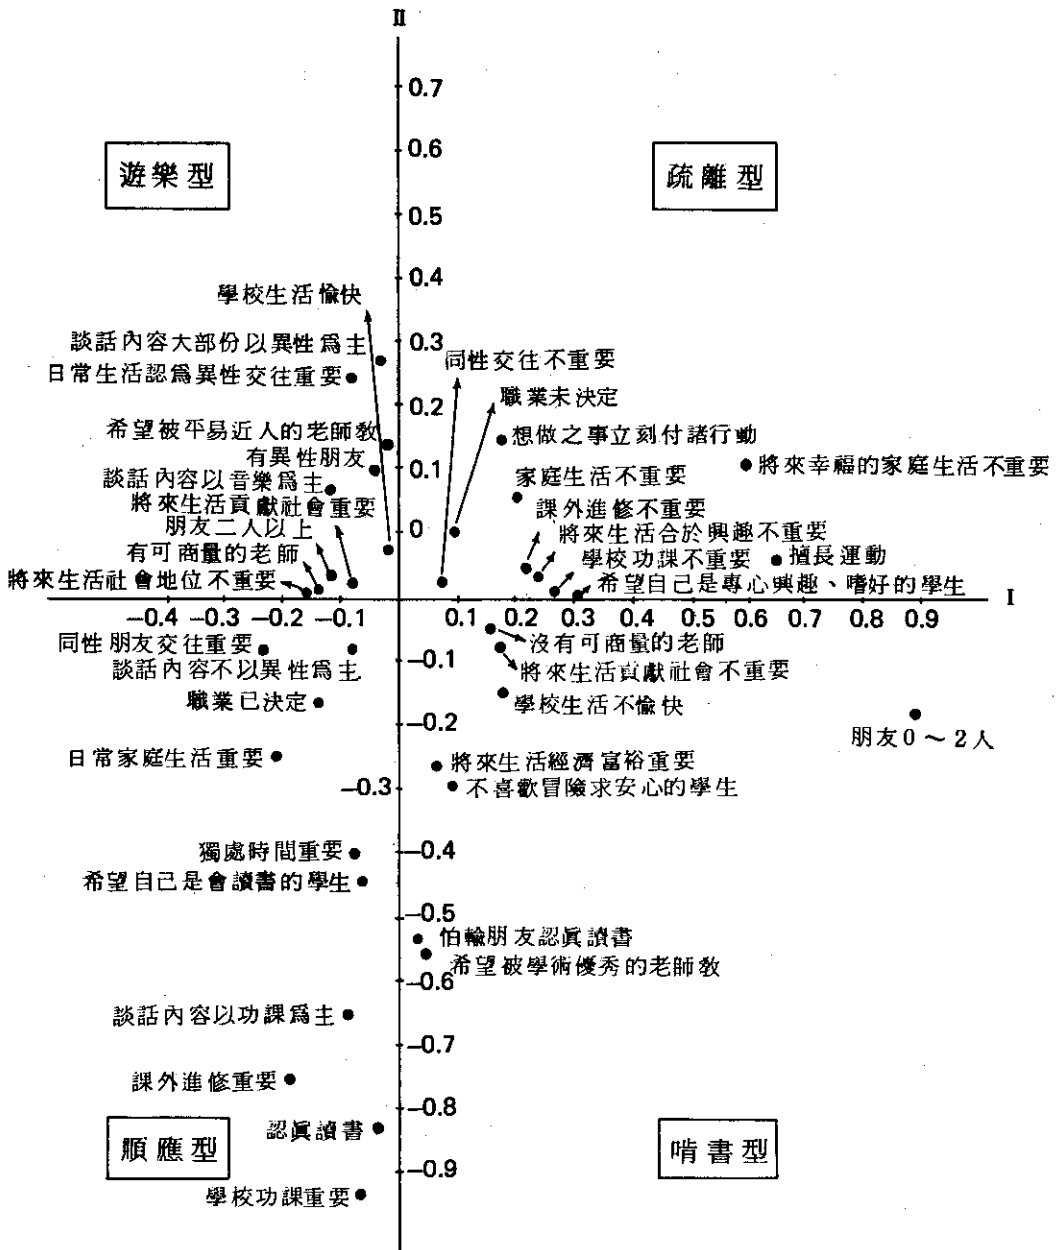 II
0.7
0.6
遊樂型
疏離型
0.5
0.4
學校生活愉快
0.3
談話內容大部份以異性爲主
同性交往不重要
日常生活認爲異性交往重要
職業未決定
0.2
希望被平易近人的老師教
想做之事立刻付諸行動
有異性朋友
0.1
將來幸福的家庭生活不重要
談話內容以音樂爲主
家庭生活不重要
將來生活貢獻社會重要
課外進修不重要
朋友二人以上
0
將來生活合於興趣不重要
有可商量的老師
學校功課不重要
擅長運動
將來生活社會地位不重要
希望自己是專心興趣、嗜好的學生
I
-0.4 -0.3 -0.2 -0.1 0.1 0.2 0.3 0.4 0.5 0.6 0.7 0.8 0.9
同性朋友交往重要
沒有可商量的老師
談話內容不以異性爲主
-0.1
將來生活貢獻社會不重要
職業已決定
學校生活不愉快
-0.2
朋友0～2人
日常家庭生活重要
將來生活經濟富裕重要
-0.3
不喜歡冒險求安心的學生
獨處時間重要
-0.4
希望自己是會讀書的學生
-0.5
怕輸朋友認眞讀書
希望被學術優秀的老師教
-0.6
談話內容以功課爲主
-0.7
課外進修重要
-0.8
認眞讀書
順應型
啃書型
-0.9
學校功課重要